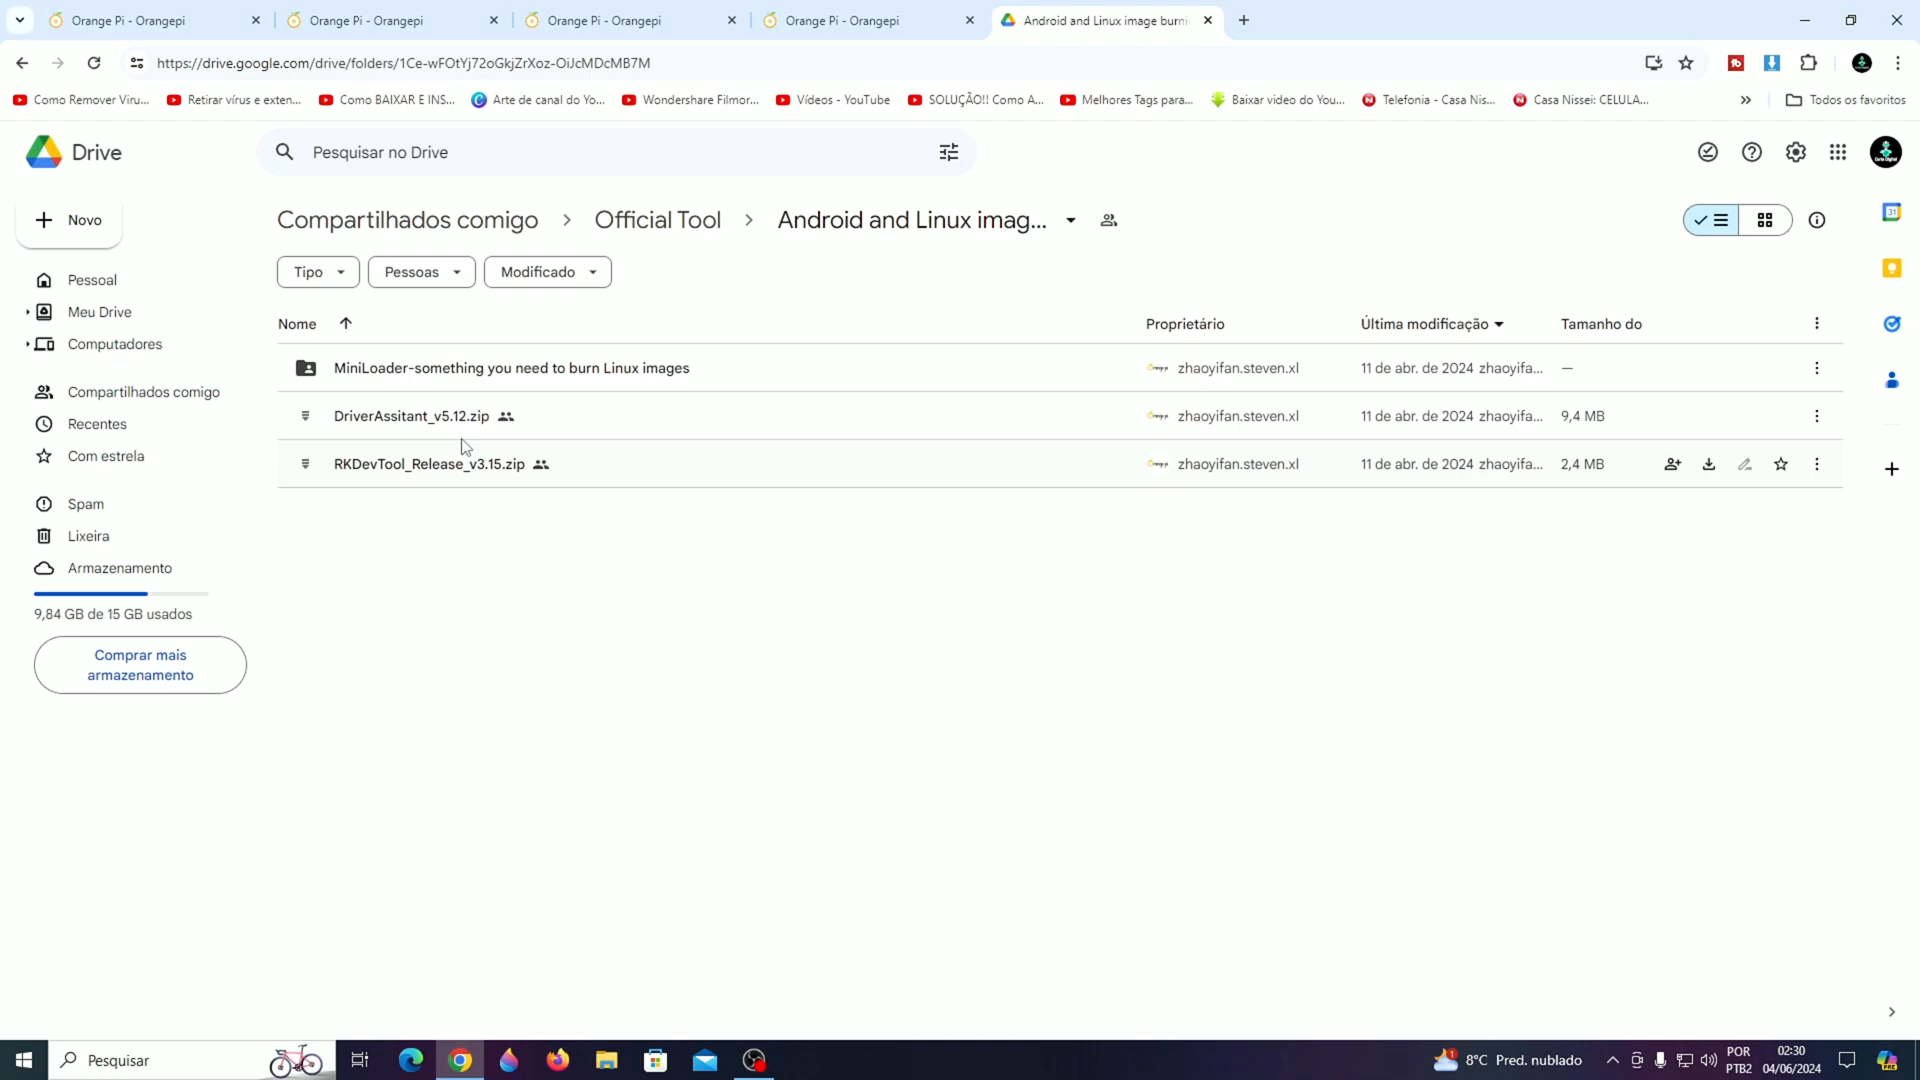 Orange Pi - Orangepi
Orange Pi - Orangepi
Orange Pi - Orangepi
Orange Pi - Orangepi
Android and Linux image burni
https://drive.google.com/drive/folders/1Ce-wFOtYj72oGkjZrXoz-OiJcMDcMB7M
Como Remover Viru...
Retirar vírus e exten...
Como BAIXAR E INS...
Arte de canal do Yo...
Wondershare Filmor...
Vídeos - YouTube
SOLUÇÃO!! Como A...
Melhores Tags para...
Baixar video do You...
Telefonia - Casa Nis...
Casa Nissei: CELULA...
Todos os favoritos
Drive
Pesquisar no Drive
Novo
Compartilhados comigo > Official Tool > Android and Linux imag...
Tipo
Pessoas
Modificado
Pessoal
Meu Drive
Computadores
Compartilhados comigo
Recentes
Com estrela
Spam
Lixeira
Armazenamento
9,84 GB de 15 GB usados
Comprar mais
armazenamento
Nome Proprietário Última modificação Tamanho do
MiniLoader-something you need to burn Linux images zhaoyifan.steven.xl 11 de abr. de 2024 zhaoyifa... —
DriverAssitant_v5.12.zip zhaoyifan.steven.xl 11 de abr. de 2024 zhaoyifa... 9,4 MB
RKDevTool_Release_v3.15.zip zhaoyifan.steven.xl 11 de abr. de 2024 zhaoyifa... 2,4 MB
31
Pesquisar
8°C Pred. nublado
POR
PTB2
02:30
04/06/2024